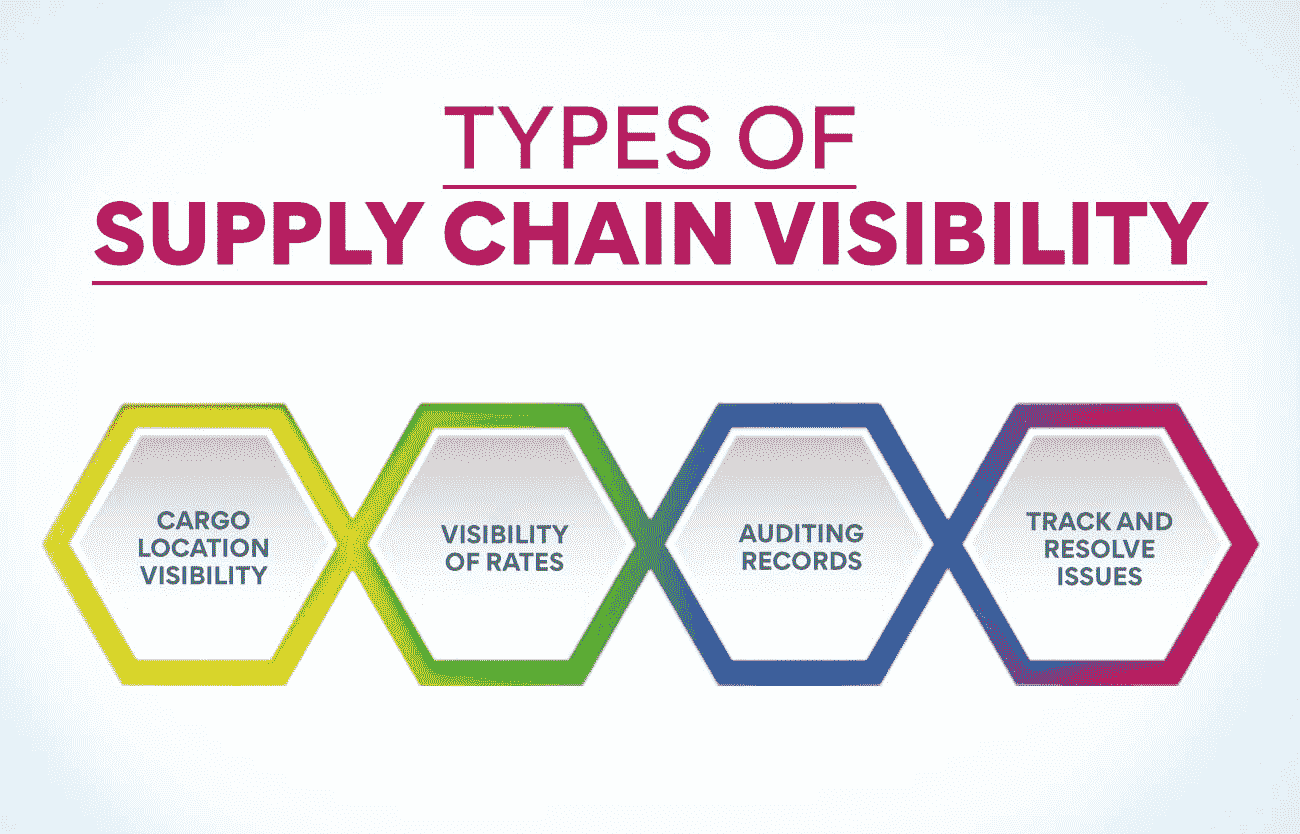 TYPES OF
SUPPLY CHAIN VISIBILITY
CARGO
LOCATION
VISIBILITY
VISIBILITY
OF RATES
AUDITING
RECORDS
TRACK AND
RESOLVE
ISSUES